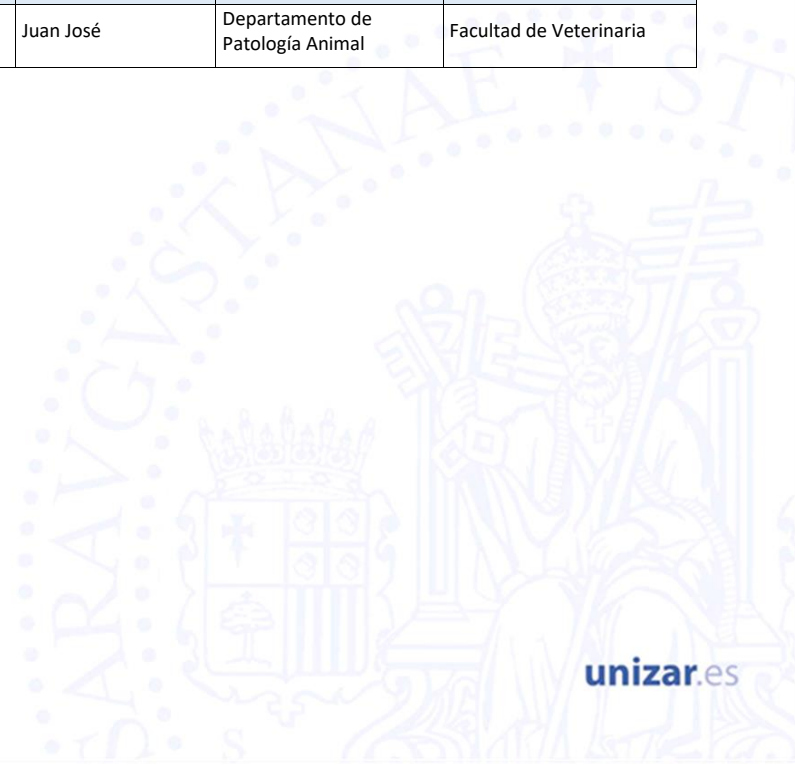 Juan José
Departamento de
Patología Animal
Facultad de Veterinaria
unizar.es